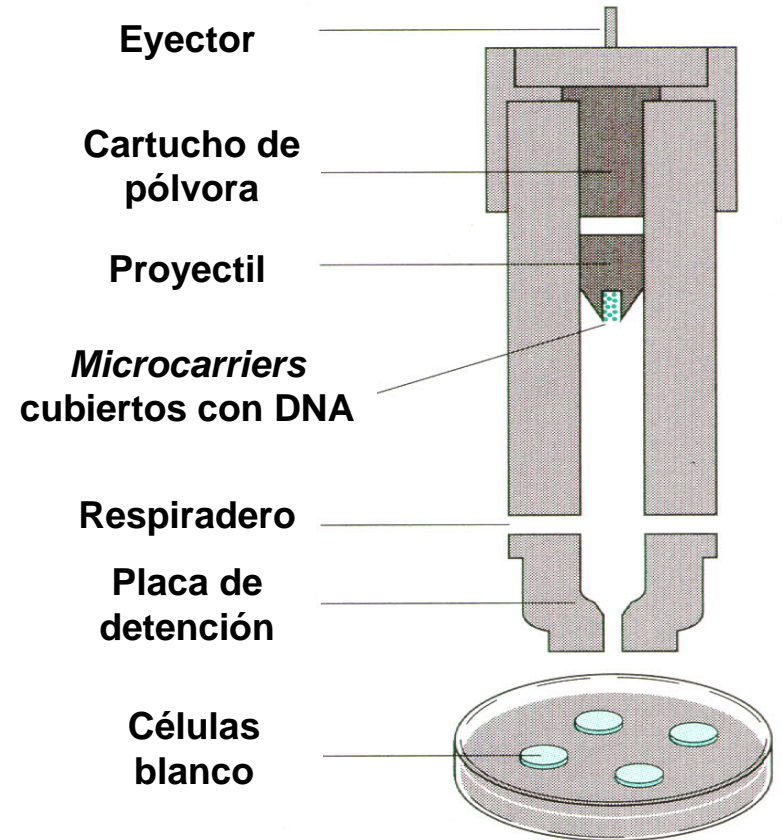 Eyector
Cartucho de
pólvora
Proyectil
Microcarriers
cubiertos con DNA
Respiradero
Placa de
detención
Células
blanco